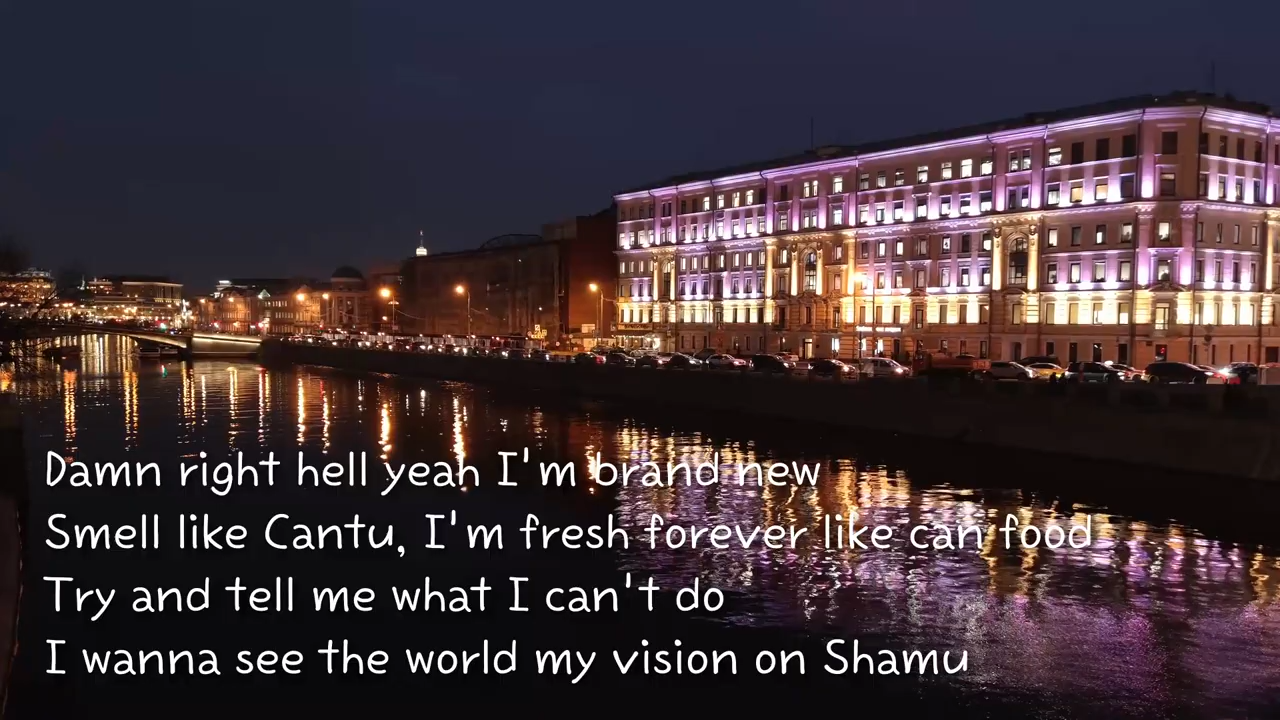 Damn right hell yeah I'm brand new
Smell like Cantu, I'm fresh forever like can food
Try and tell me what I can't do
I wanna see the world my vision on Shamu